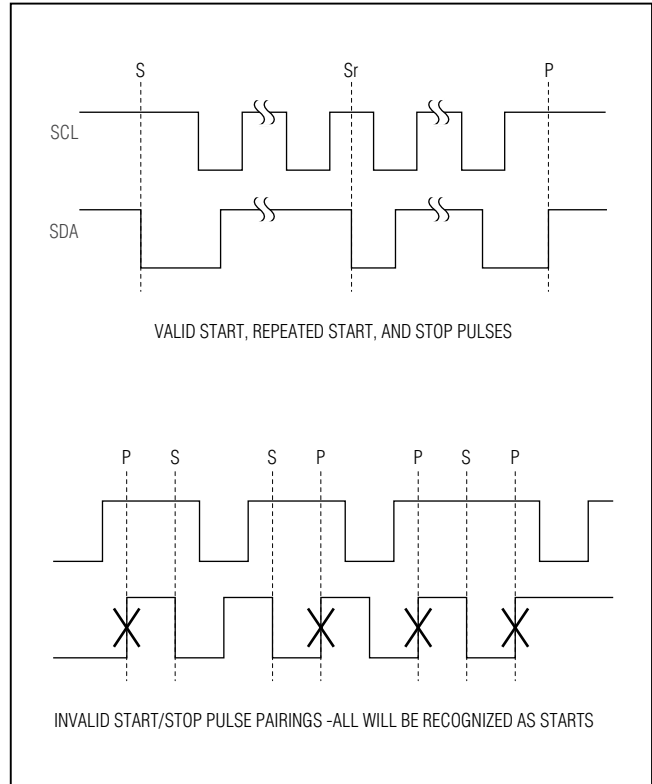 S Sr P
SCL
SDA
VALID START, REPEATED START, AND STOP PULSES
P S S P P S P
INVALID START/STOP PULSE PAIRINGS -ALL WILL BE RECOGNIZED AS STARTS